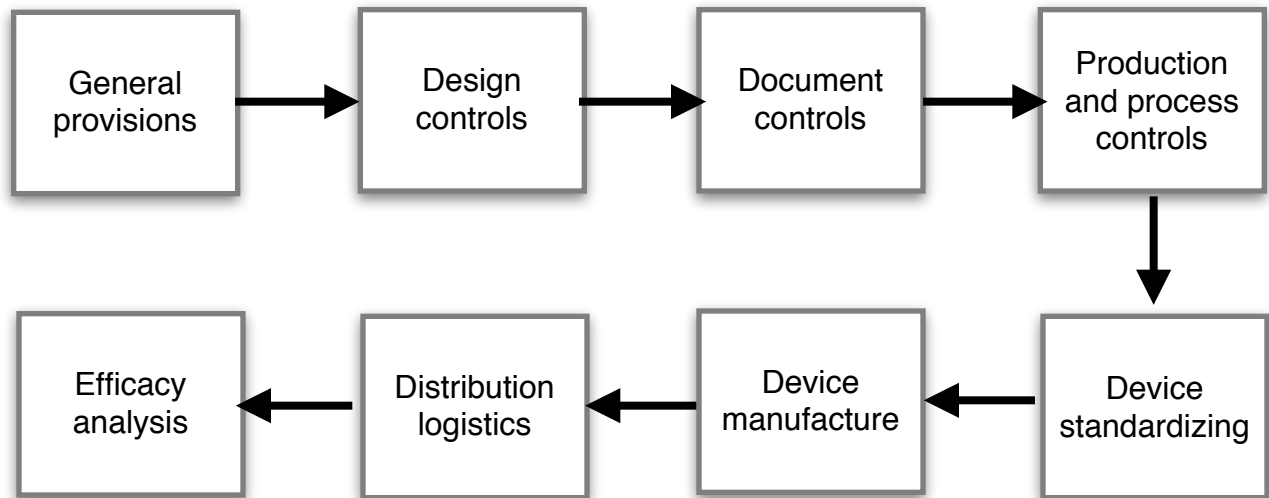 General
provisions
Design
controls
Document
controls
Production
and process
controls
Device
standardizing
Device
manufacture
Distribution
logistics
Efficacy
analysis